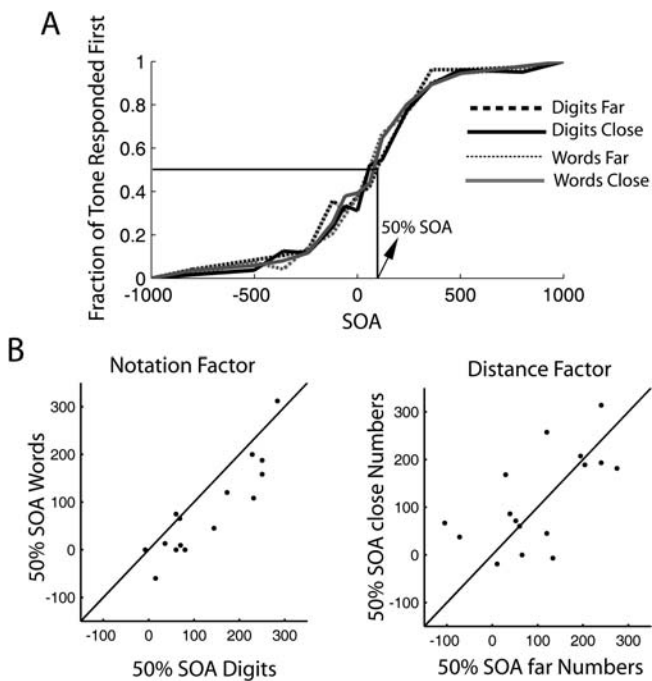 A
Fraction of Tone Responded First
1
0.8
0.6
0.4
0.2
0
-1000
-500
0
500
1000
SOA
50% SOA
Digits Far
Digits Close
Words Far
Words Close
B
Notation Factor
50% SOA Words
300
200
100
0
-100
-100
0
100
200
300
50% SOA Digits
Distance Factor
50% SOA close Numbers
300
200
100
0
-100
-100
0
100
200
300
50% SOA far Numbers